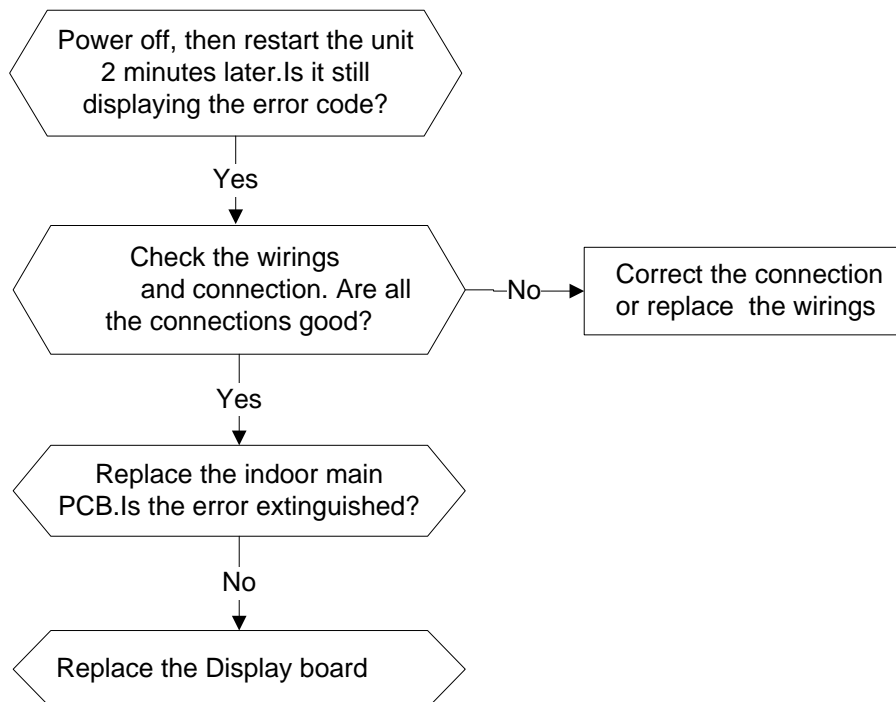 Power off, then restart the unit
2 minutes later.Is it still
displaying the error code?
Yes
Check the wirings
and connection. Are all
the connections good?
No
Correct the connection
or replace the wirings
Yes
Replace the indoor main
PCB.Is the error extinguished?
No
Replace the Display board